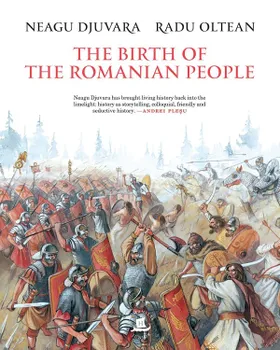 NEAGU DJUVARA RADU OLTEAN
THE BIRTH OF
THE ROMANIAN PEOPLE
Neagu Djuvara has brought living history back into the
limelight: history as storytelling, colloquial, friendly and
seductive history. —ANDREI PLEȘU